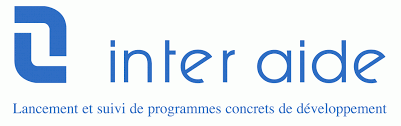 inter aide
Lancement et suivi de programmes concrets de développement